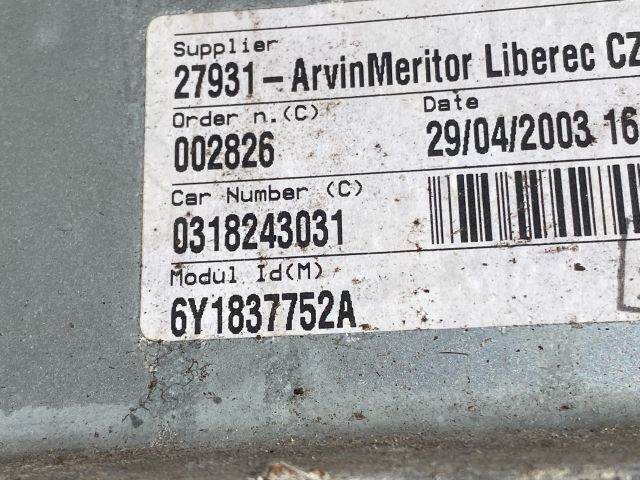 Supplier
27931-ArvinMeritor Liberec CZ
Order n.(C)
Date
002826
29/04/2003 16
Car Number (C)
0318243031
Modul Id(M)
6Y1837752A